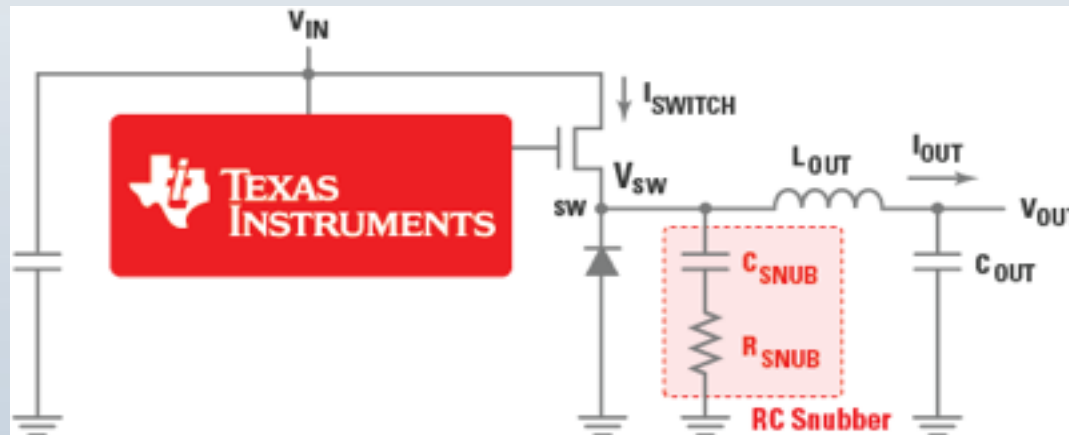 VIN
ISWITCH
TEXAS
INSTRUMENTS
VSW
SW
LOUT
IOUT
VOUT
CSNUB
COUT
RSNUB
RC Snubber